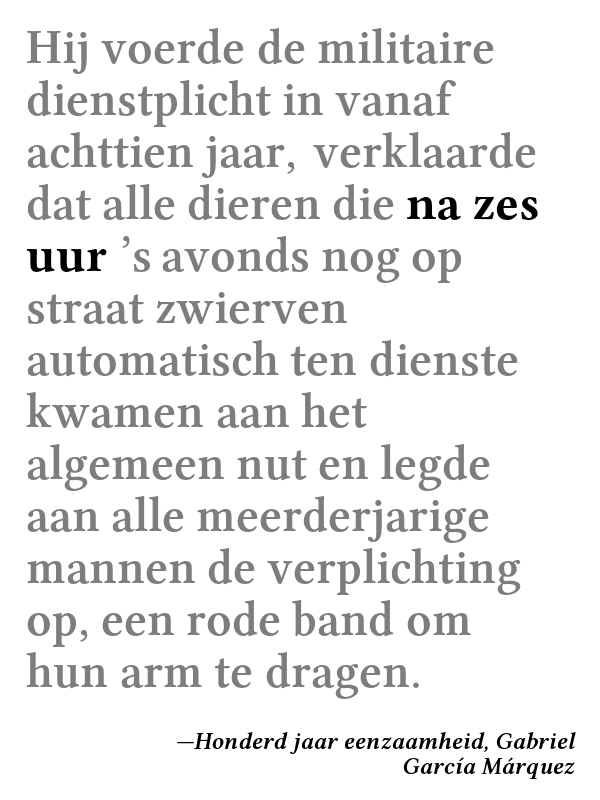 Hij voerde de militaire
dienstplicht in vanaf
achttien jaar, verklaarde
dat alle dieren die na zes
uur ’s avonds nog op
straat zwierven
automatisch ten dienste
kwamen aan het
algemeen nut en legde
aan alle meerderjarige
mannen de verplichting
op, een rode band om
hun arm te dragen.
—Honderd jaar eenzaamheid, Gabriel
García Márquez